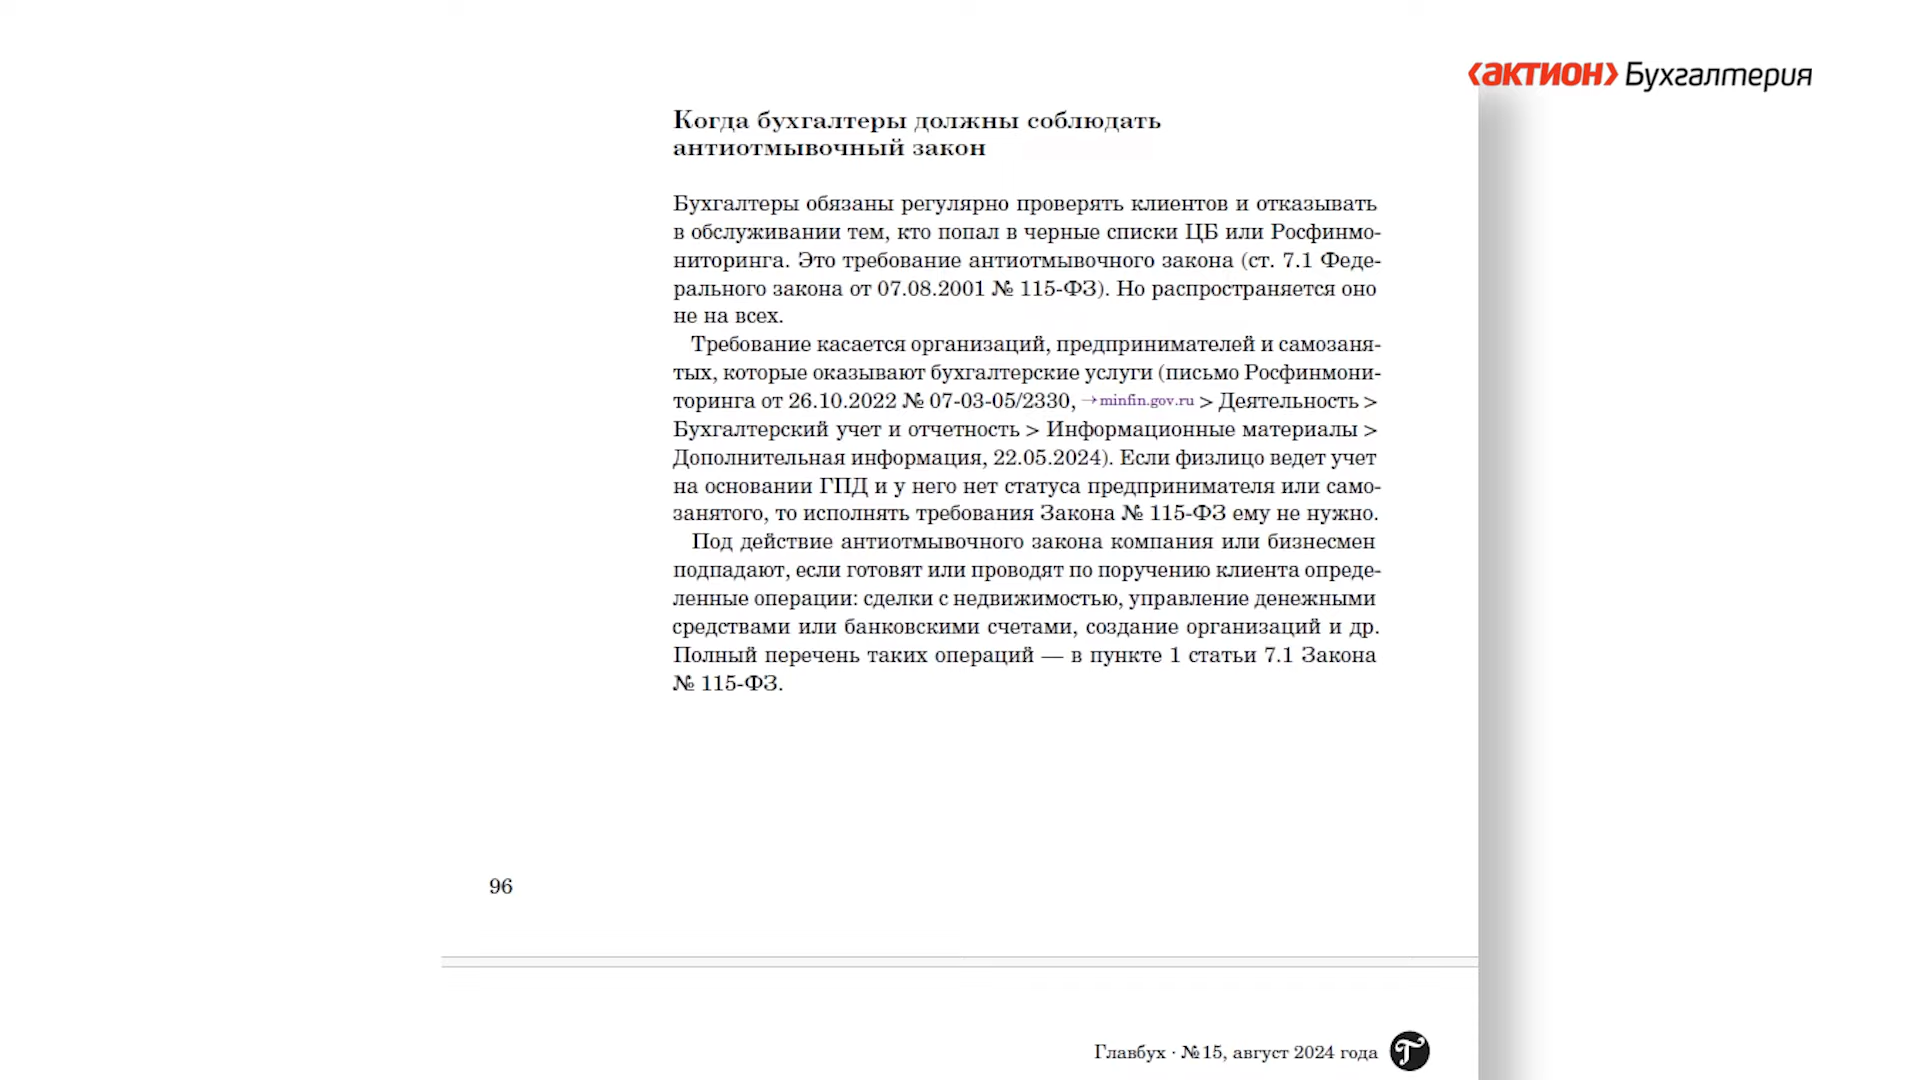 ‹актион› Бухгалтерия
Когда бухгалтеры должны соблюдать
антиотмывочный закон
Бухгалтеры обязаны регулярно проверять клиентов и отказывать
в обслуживании тем, кто попал в черные списки ЦБ или Росфинмо-
ниторинга. Это требование антиотмывочного закона (ст. 7.1 Феде-
рального закона от 07.08.2001 № 115-ФЗ). Но распространяется оно
не на всех.
Требование касается организаций, предпринимателей и самозаня-
тых, которые оказывают бухгалтерские услуги (письмо Росфинмони-
торинга от 26.10.2022 № 07-03-05/2330, →minfin.gov.ru > Деятельность >
Бухгалтерский учет и отчетность > Информационные материалы >
Дополнительная информация, 22.05.2024). Если физлицо ведет учет
на основании ГПД и у него нет статуса предпринимателя или само-
занятого, то исполнять требования Закона № 115-ФЗ ему не нужно.
Под действие антиотмывочного закона компания или бизнесмен
подпадают, если готовят или проводят по поручению клиента опреде-
ленные операции: сделки с недвижимостью, управление денежными
средствами или банковскими счетами, создание организаций и др.
Полный перечень таких операций — в пункте 1 статьи 7.1 Закона
№ 115-ФЗ.
96
Главбух · № 15, август 2024 года